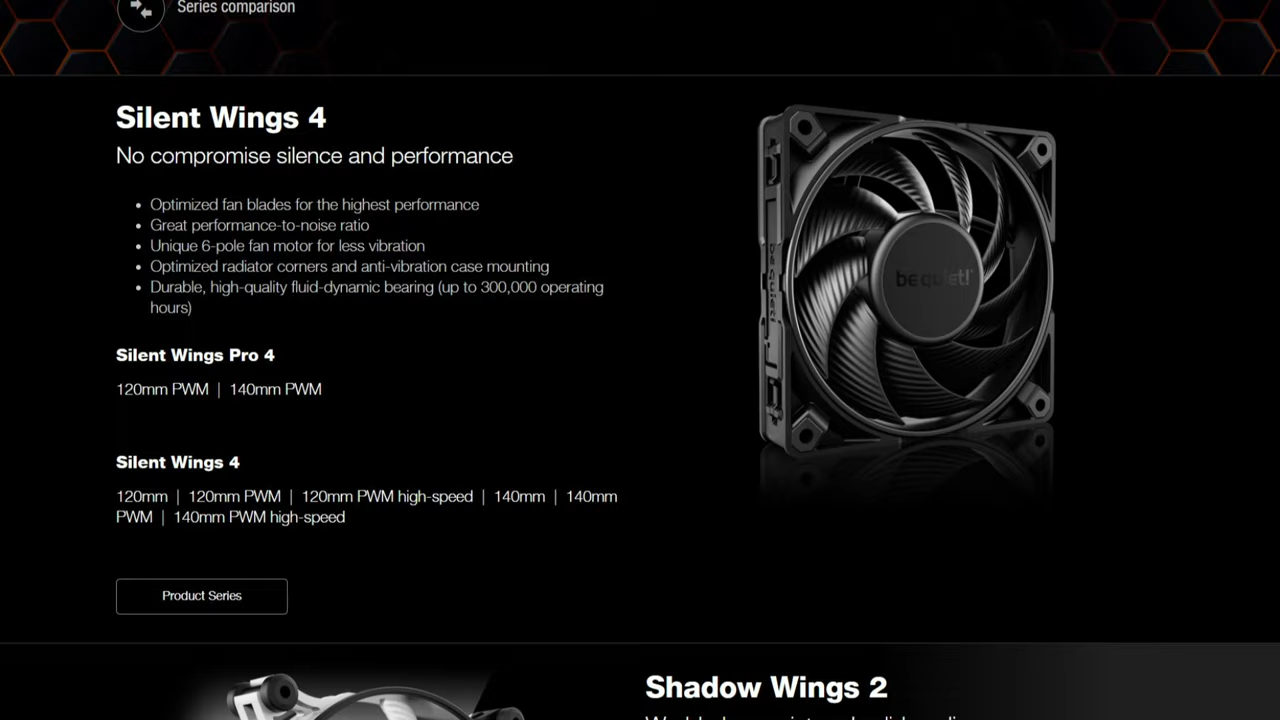 Series comparison
Silent Wings 4
No compromise silence and performance
Optimized fan blades for the highest performance
Great performance-to-noise ratio
Unique 6-pole fan motor for less vibration
Optimized radiator corners and anti-vibration case mounting
Durable, high-quality fluid-dynamic bearing (up to 300,000 operating
hours)
Silent Wings Pro 4
120mm PWM | 140mm PWM
Silent Wings 4
120mm | 120mm PWM | 120mm PWM high-speed | 140mm | 140mm
PWM | 140mm PWM high-speed
Product Series
be quiet!
be quiet!
Shadow Wings 2